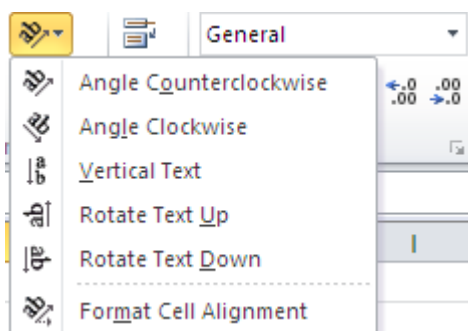 General
Angle Counterclockwise
.0 .00
.00 .0
Angle Clockwise
Vertical Text
Rotate Text Up
I
Rotate Text Down
Format Cell Alignment